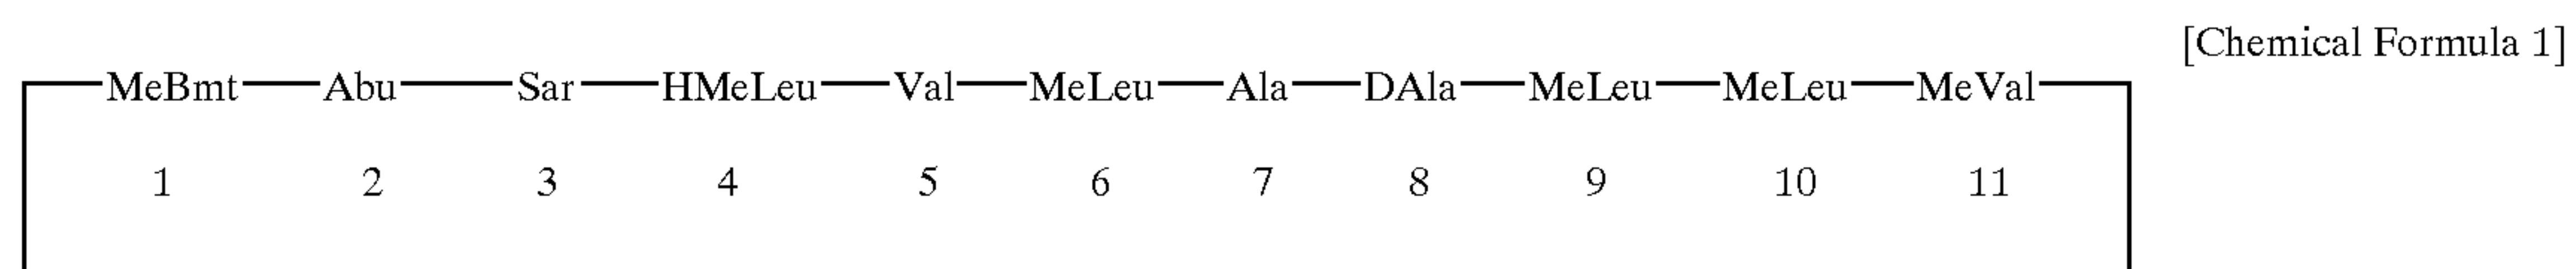 [Chemical Formula 1]
MeBmt Abu Sar HMeLeu Val MeLeu Ala DAla MeLeu MeLeu MeVal
1 2 3 4 5 6 7 8 9 10 11